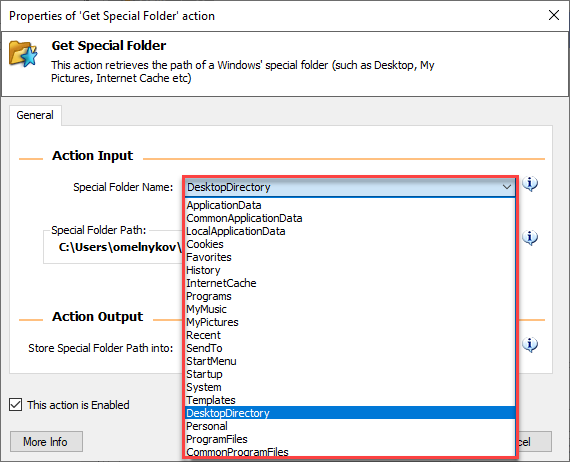 Properties of 'Get Special Folder' action
Get Special Folder
This action retrieves the path of a Windows' special folder (such as Desktop, My
Pictures, Internet Cache etc)
General
Action Input
Special Folder Name: DesktopDirectory
ApplicationData
CommonApplicationData
LocalApplicationData
Cookies
Favorites
History
InternetCache
Programs
MyMusic
MyPictures
Recent
SendTo
StartMenu
Startup
System
Templates
DesktopDirectory
Personal
ProgramFiles
CommonProgramFiles
Special Folder Path:
C:\Users\omelnykov\
Action Output
Store Special Folder Path into:
This action is Enabled
More Info